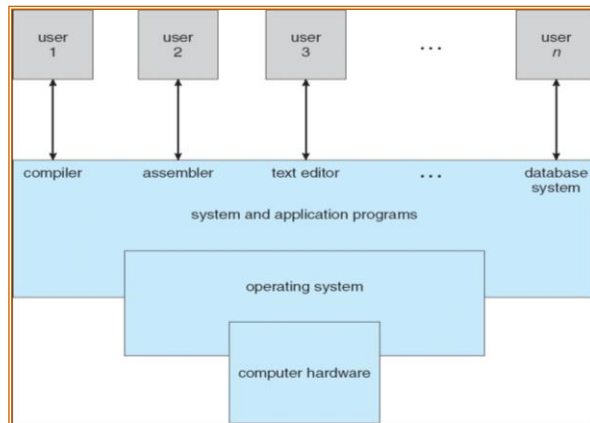 user
1
user
2
user
3
...
user
n
compiler
assembler
text editor
...
database
system
system and application programs
operating system
computer hardware